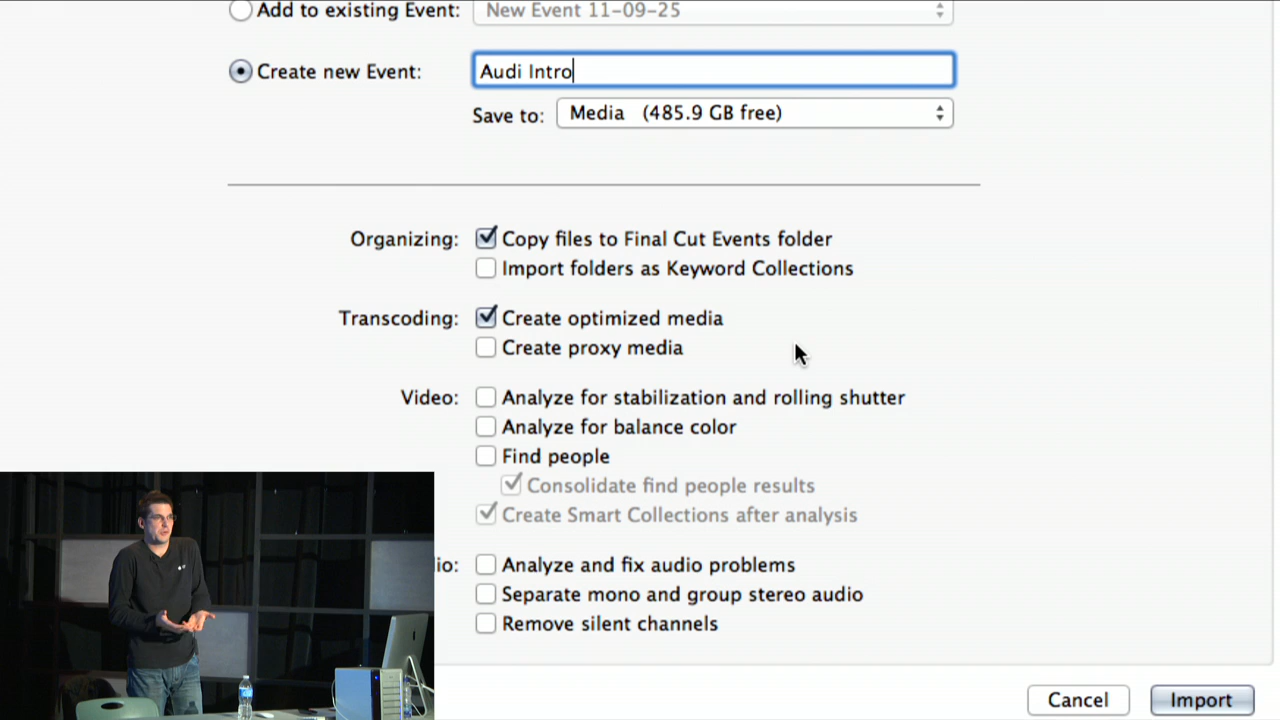 Add to existing Event: New Event 11-09-25
Create new Event: Audi Intro
Save to: Media (485.9 GB free)
Organizing: Copy files to Final Cut Events folder
Import folders as Keyword Collections
Transcoding: Create optimized media
Create proxy media
Video: Analyze for stabilization and rolling shutter
Analyze for balance color
Find people
Consolidate find people results
Create Smart Collections after analysis
io: Analyze and fix audio problems
Separate mono and group stereo audio
Remove silent channels
Cancel Import